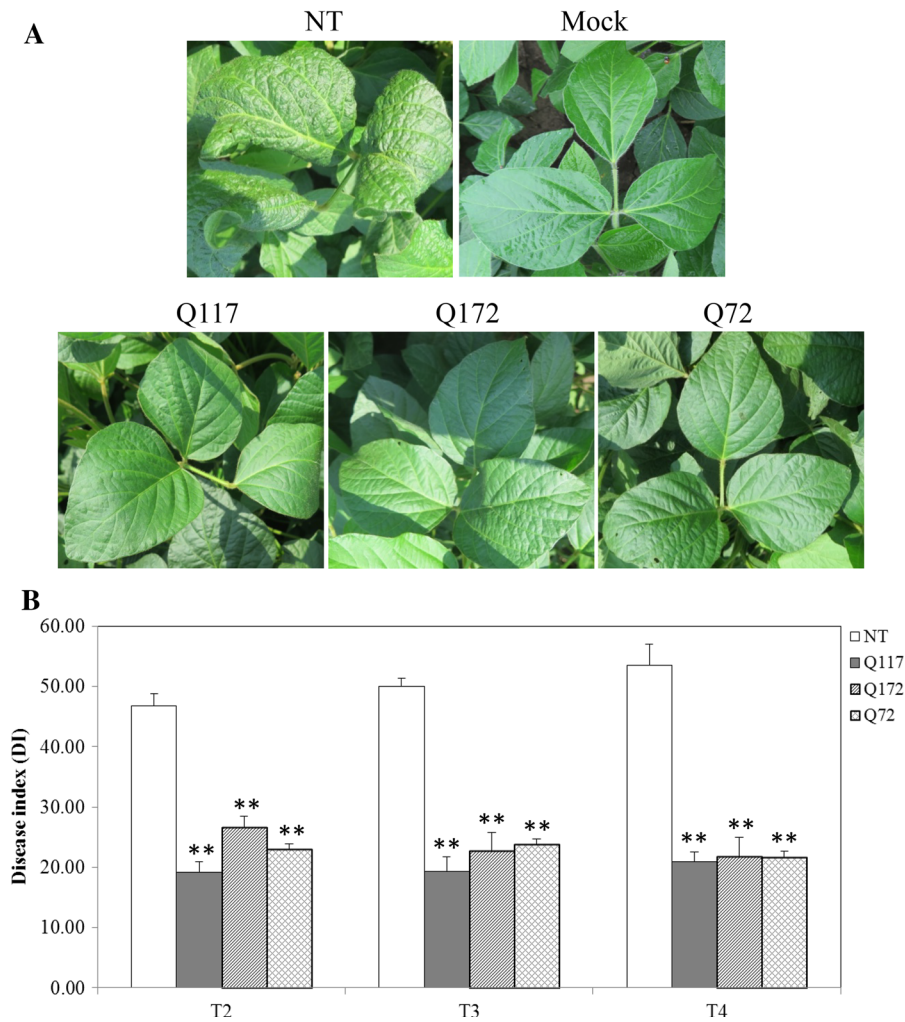 A
NT
Mock
Q117
Q172
Q72
B
60.00
50.00
40.00
30.00
20.00
10.00
0.00
Disease index (DI)
**
**
**
**
**
**
**
**
**
T2
T3
T4
NT
Q117
Q172
Q72